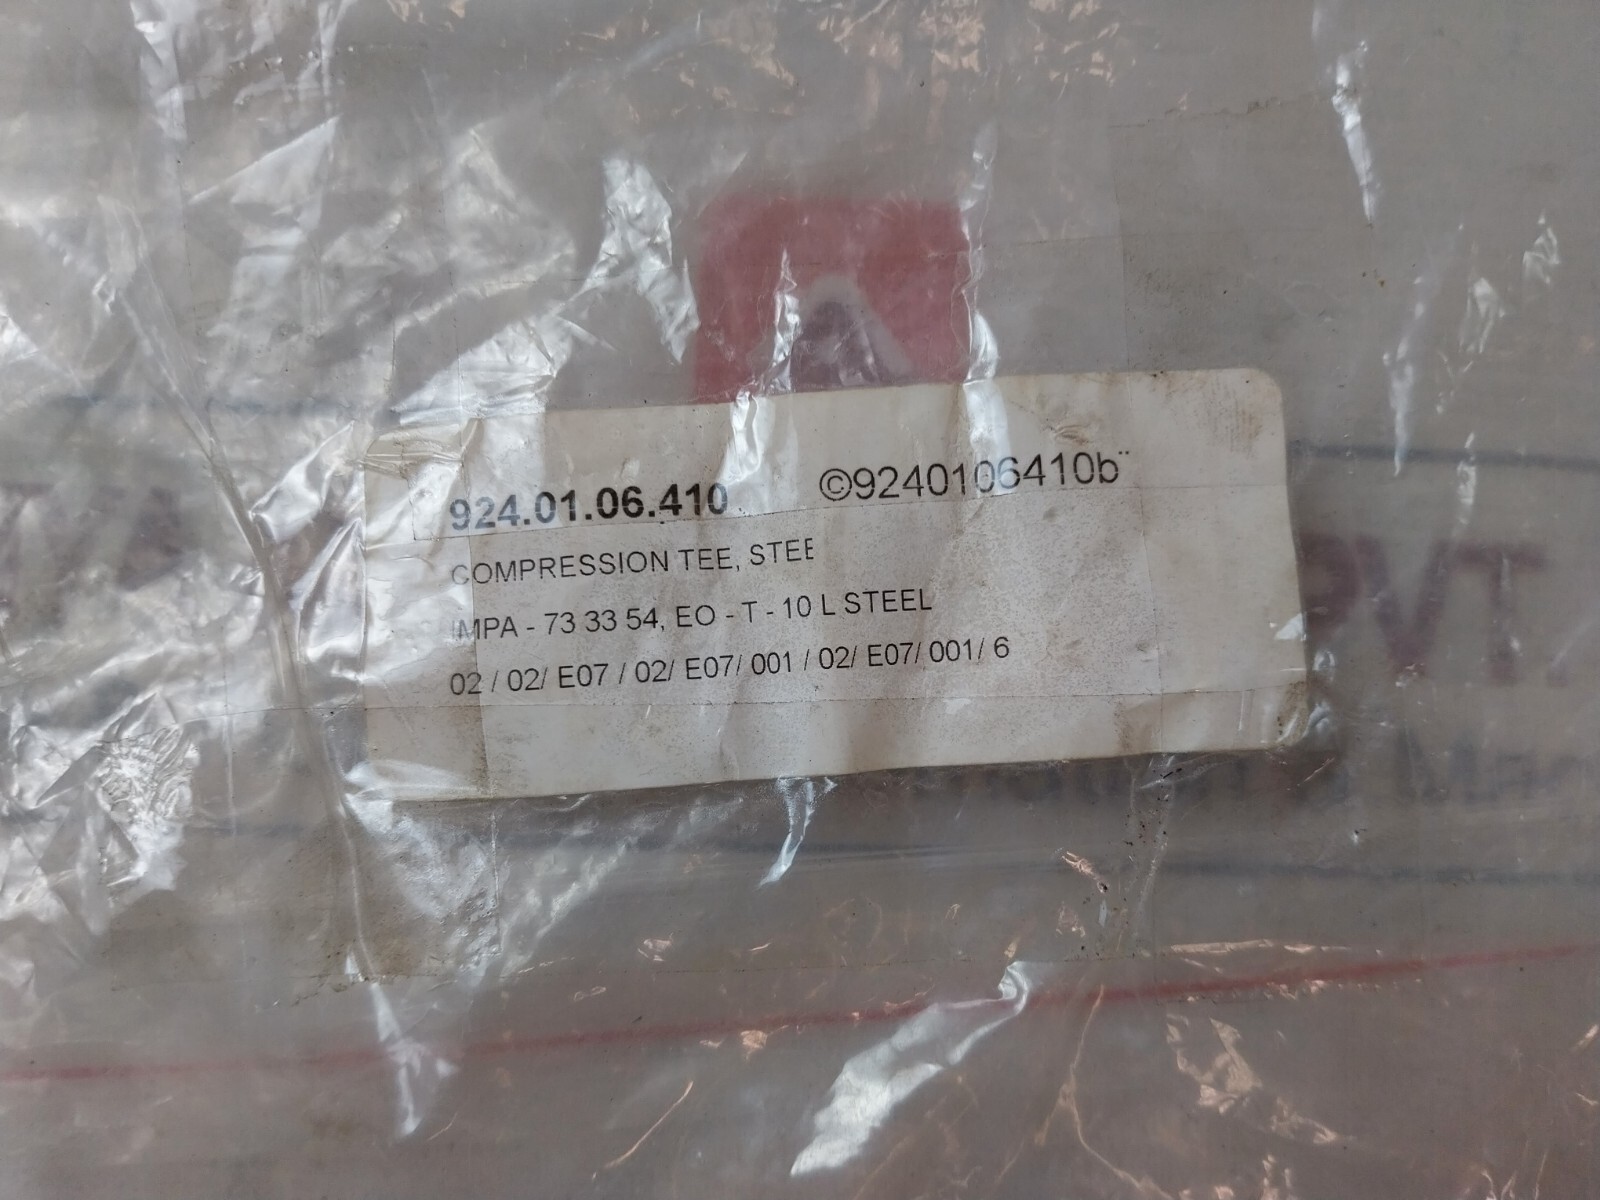 924.01.06.410 ©9240106410b¨
COMPRESSION TEE, STEE
IMPA - 73 33 54, EO - T - 10 L STEEL
02 / 02/ E07 / 02/ E07/ 001 / 02/ E07/ 001/ 6
PVT.